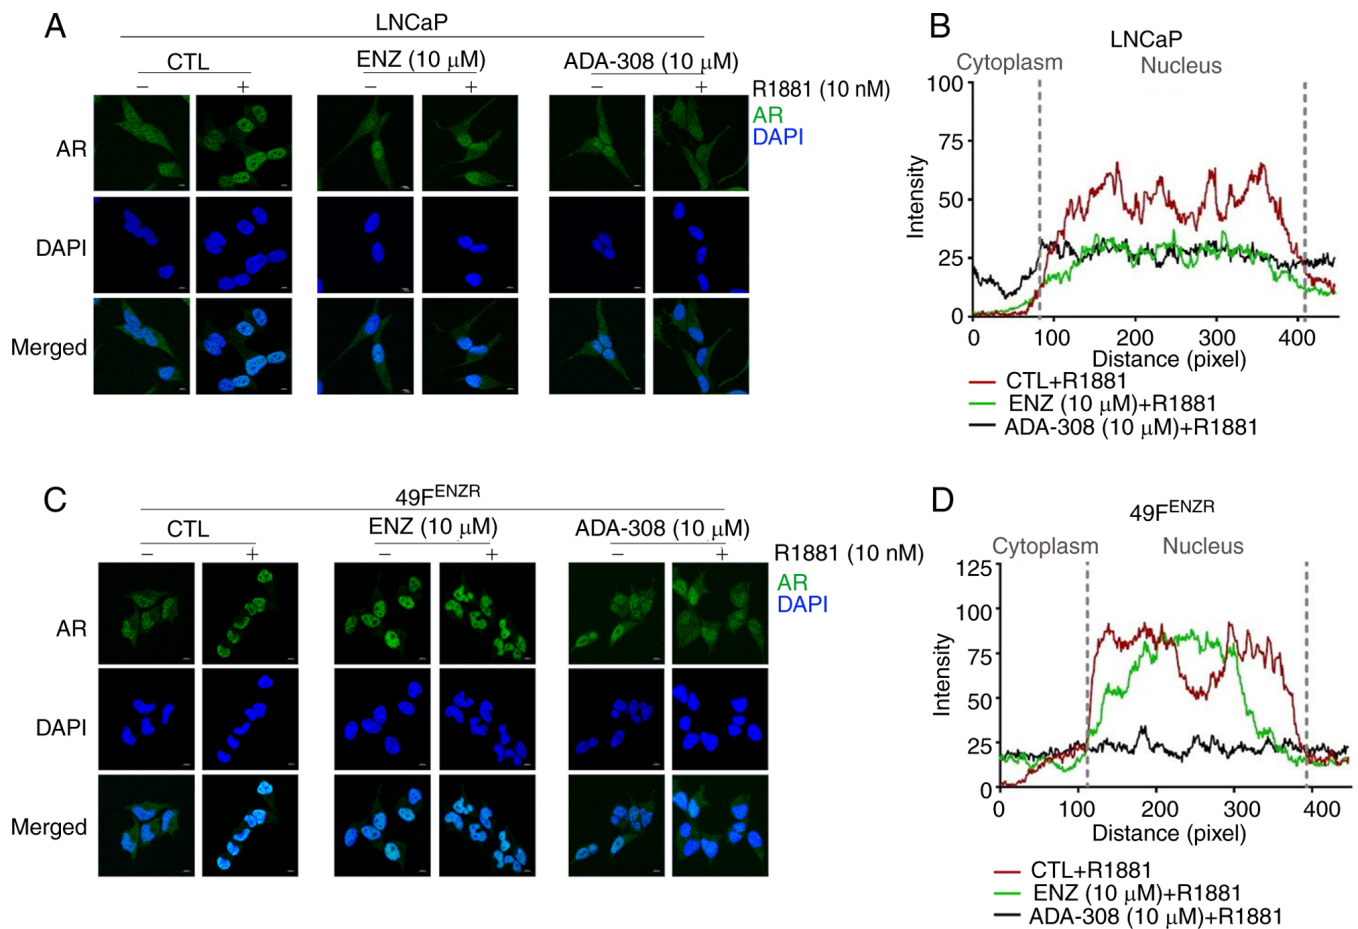 A
LNCaP
CTL
ENZ (10 μM)
ADA-308 (10 μM)
− + − + − + R1881 (10 nM)
AR
DAPI
AR
DAPI
Merged
B
LNCaP
Cytoplasm
Nucleus
100
75
50
25
0
Intensity
0 100 200 300 400
Distance (pixel)
CTL+R1881
ENZ (10 μM)+R1881
ADA-308 (10 μM)+R1881
C
49FENZR
CTL
ENZ (10 μM)
ADA-308 (10 μM)
− + − + − + R1881 (10 nM)
AR
DAPI
AR
DAPI
Merged
D
49FENZR
Cytoplasm
Nucleus
125
100
75
50
25
0
Intensity
0 100 200 300 400
Distance (pixel)
CTL+R1881
ENZ (10 μM)+R1881
ADA-308 (10 μM)+R1881